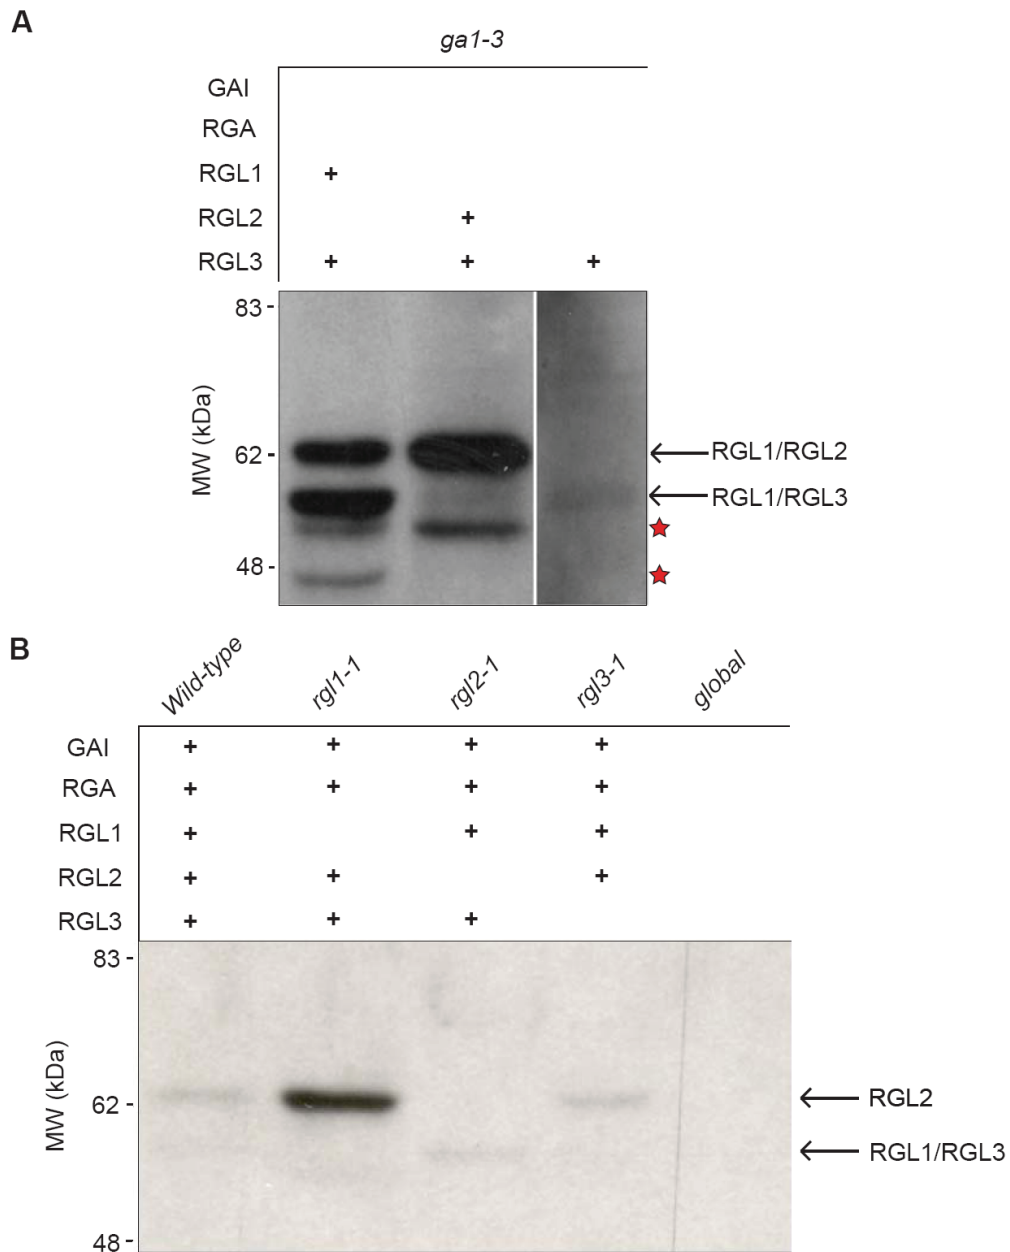 A
ga1-3
GAI
RGA
RGL1 +
RGL2 +
RGL3 + + +
83
62
48
MW (kDa)
RGL1/RGL2
RGL1/RGL3
B
Wild-type rgl1-1 rgl2-1 rgl3-1 global
GAI + + + +
RGA + + + +
RGL1 + + +
RGL2 + + +
RGL3 + + +
83
62
48
MW (kDa)
RGL2
RGL1/RGL3